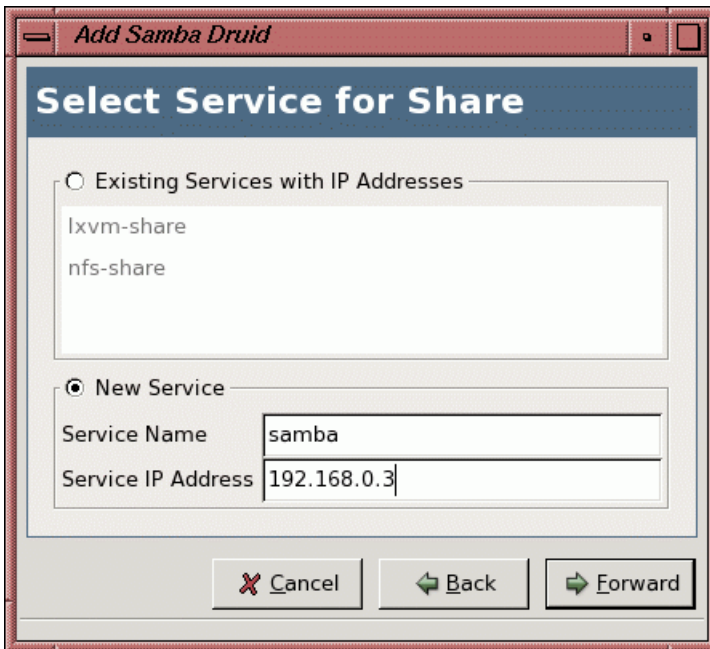 Add Samba Druid
Select Service for Share
Existing Services with IP Addresses
lxvm-share
nfs-share
New Service
Service Name samba
Service IP Address 192.168.0.3
Cancel Back Forward